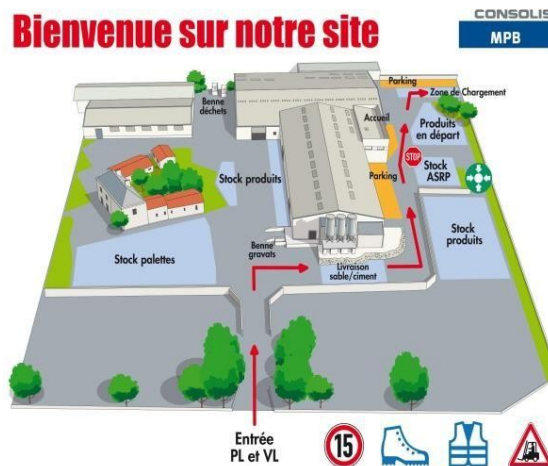 Bienvenue sur notre site
CONSOLIS
MPB
Parking
Zone de Chargement
Benne
déchets
Accueil
Produits
en départ
STOP
Stock
ASRP
Stock produits
Parking
Stock
produits
Benne
gravats
Stock palettes
Livraison
sable/ciment
Entrée
PL et VL
15